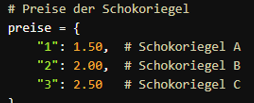 # Preise der Schokoriegel
preise = {
    "1": 1.50,  # Schokoriegel A
    "2": 2.00,  # Schokoriegel B
    "3": 2.50   # Schokoriegel C
}